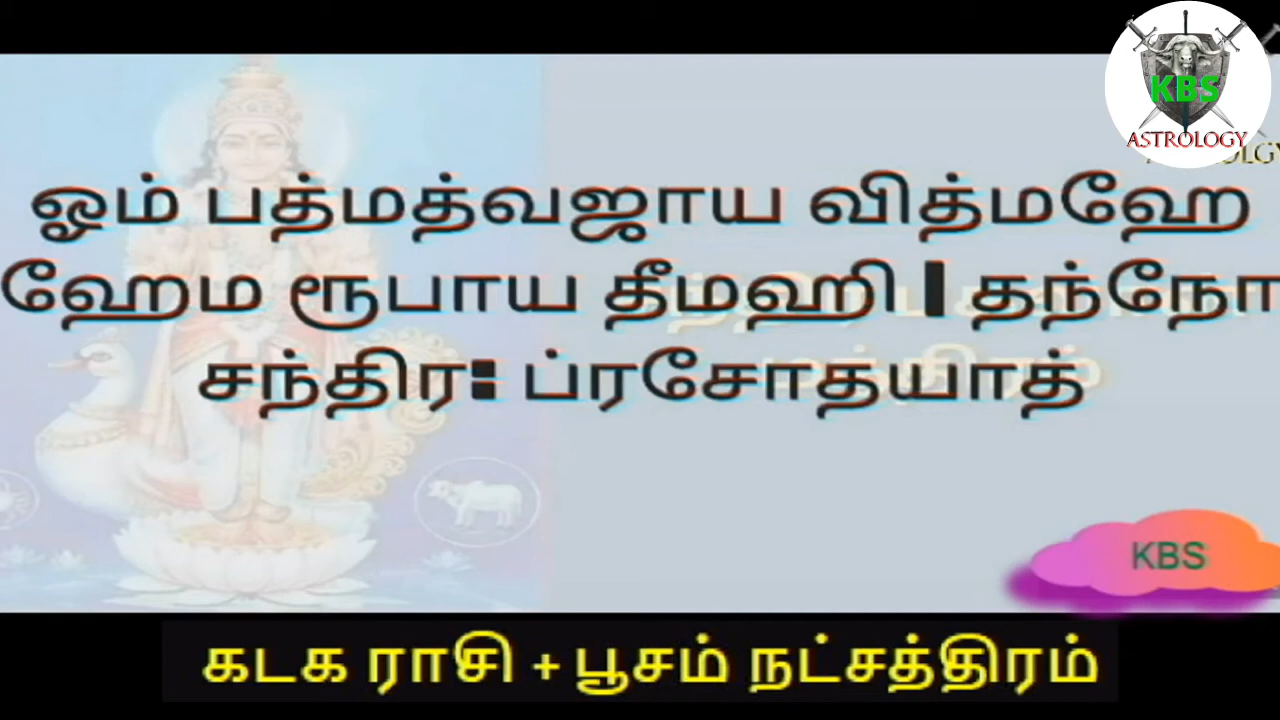 KBS
ASTROLOGY
ஓம் பத்மத்வஜாய வித்மஹே
ஹேம ரூபாய தீமஹி | தந்நோ
சந்திர: ப்ரசோதயாத்
KBS
கடக ராசி + பூசம் நட்சத்திரம்